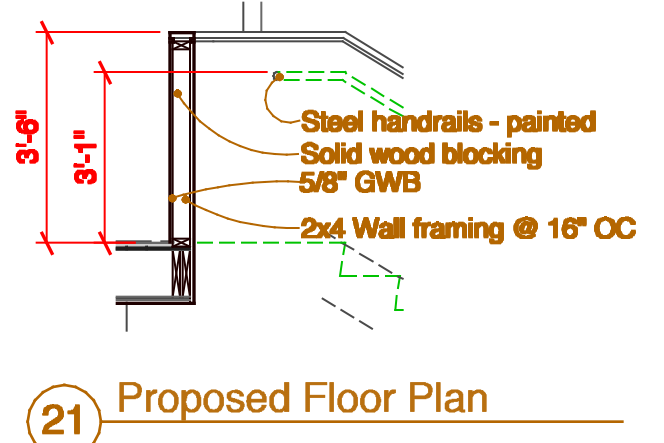 3'-6"
3'-1"
Steel handrails - painted
Solid wood blocking
5/8" GWB
2x4 Wall framing @ 16" OC
21
Proposed Floor Plan